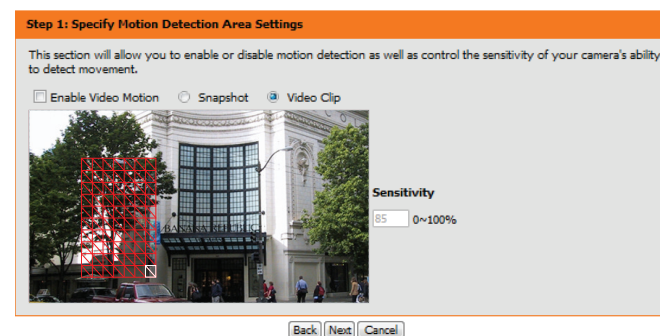 Step 1: Specify Motion Detection Area Settings
This section will allow you to enable or disable motion detection as well as control the sensitivity of your camera's ability
to detect movement.
Enable Video Motion Snapshot Video Clip
BANANA REPUBLIC
Sensitivity
85 0~100%
Back Next Cancel